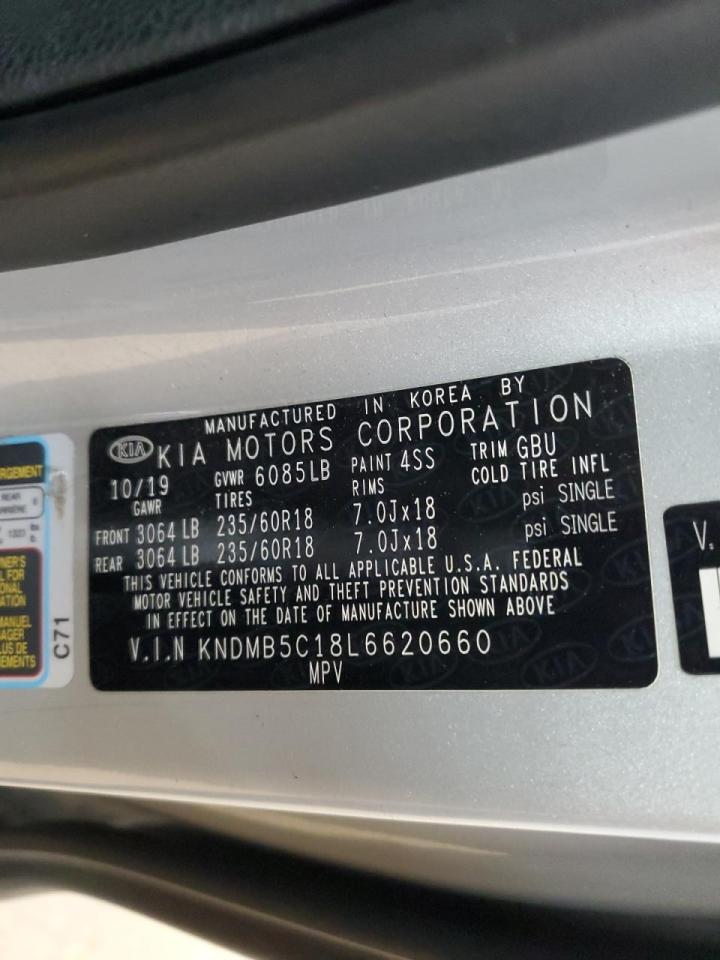 MANUFACTURED IN KOREA BY
KIA KIA MOTORS CORPORATION
10/19 GVWR 6085LB PAINT 4SS TRIM GBU
GAWR TIRES RIMS COLD TIRE INFL
FRONT 3064 LB 235/60R18 7.0Jx18 psi SINGLE
REAR 3064 LB 235/60R18 7.0Jx18 psi SINGLE
THIS VEHICLE CONFORMS TO ALL APPLICABLE U.S.A. FEDERAL
MOTOR VEHICLE SAFETY AND THEFT PREVENTION STANDARDS
IN EFFECT ON THE DATE OF MANUFACTURE SHOWN ABOVE
V.I.N KNDMB5C18L6620660
MPV
REAR
MANUEL
C71
V.